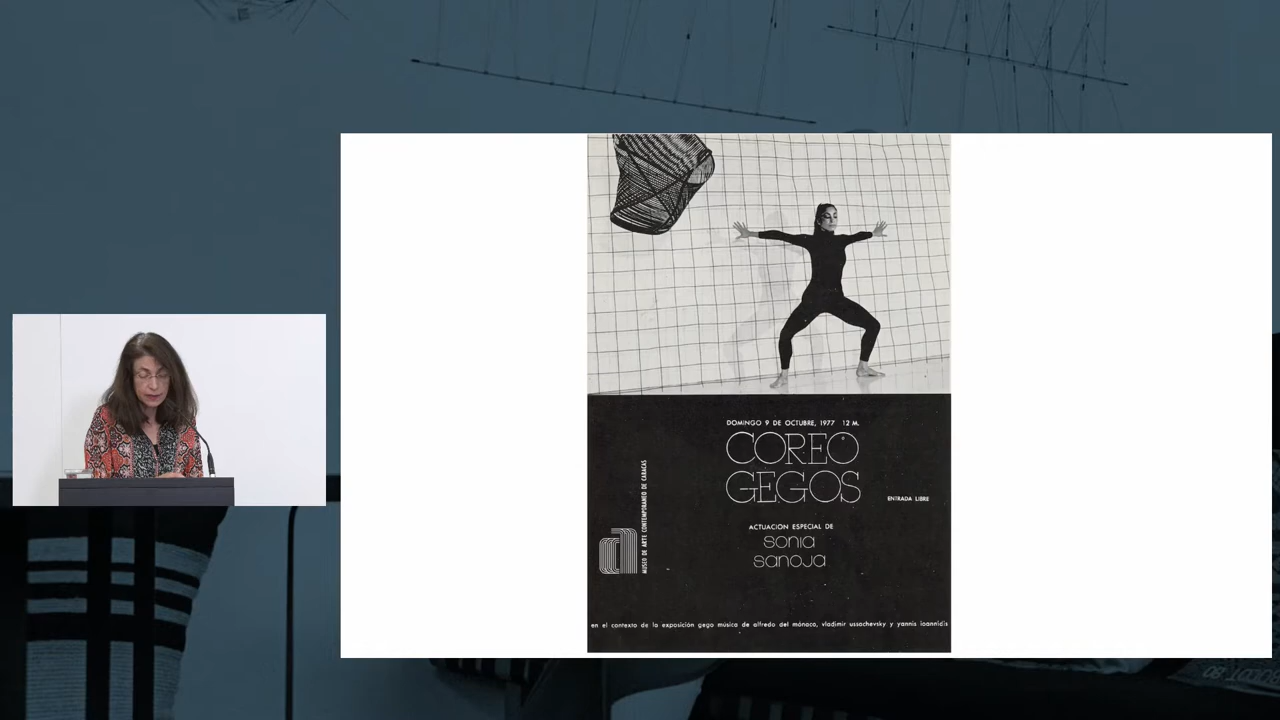 DOMINGO 9 DE OCTUBRE, 1977 12 M.
COREO
GEGOS
ENTRADA LIBRE
ACTUACION ESPECIAL DE
sonia
sanoja
MUSEO DE ARTE CONTEMPORANEO DE CARACAS
en el contexto de la exposición gego música de alfredo del mónaco, vladimir ussachevsky y yannis ioannidis